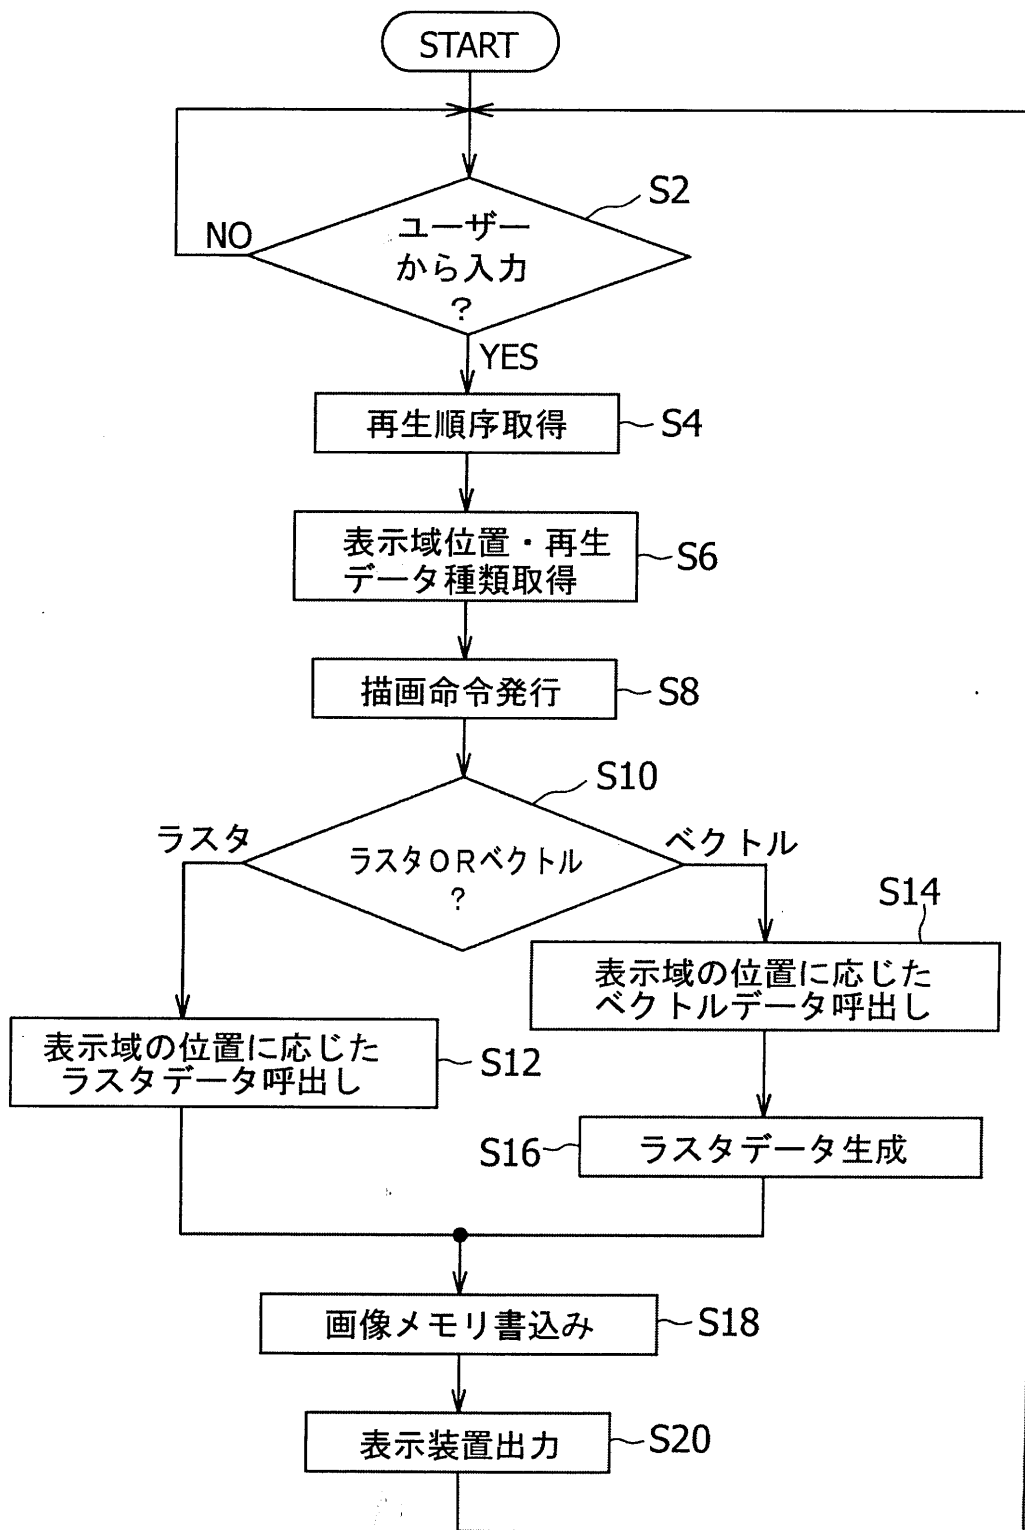 START
S2
ユーザー
から入力
?
NO
YES
再生順序取得
S4
表示域位置・再生
データ種類取得
S6
描画命令発行
S8
S10
ラスタ
ラスタORベクトル
?
ベクトル
S14
表示域の位置に応じた
ベクトルデータ呼出し
表示域の位置に応じた
ラスタデータ呼出し
S12
S16
ラスタデータ生成
画像メモリ書込み
S18
表示装置出力
S20